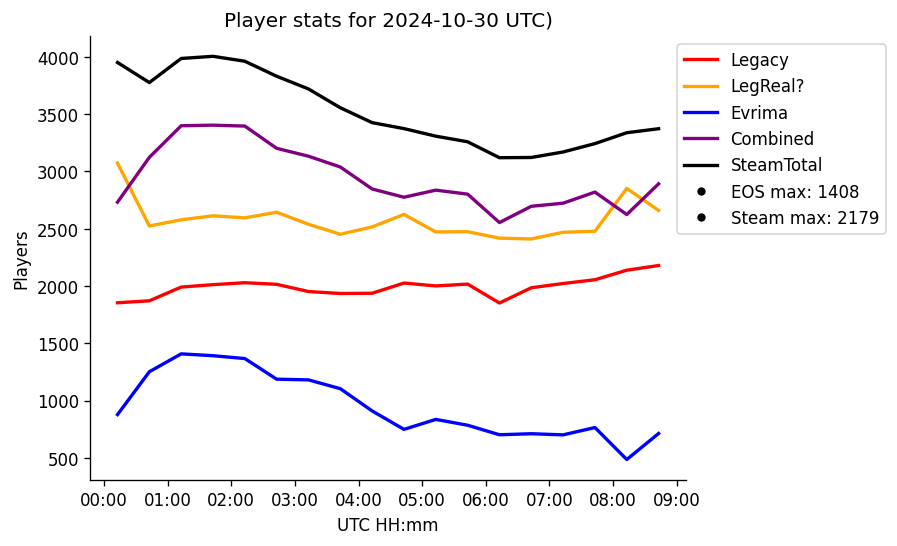 Player stats for 2024-10-30 UTC)
Legacy
LegReal?
Evrima
Combined
SteamTotal
EOS max: 1408
Steam max: 2179
Players
4000
3500
3000
2500
2000
1500
1000
500
00:00 01:00 02:00 03:00 04:00 05:00 06:00 07:00 08:00 09:00
UTC HH:mm